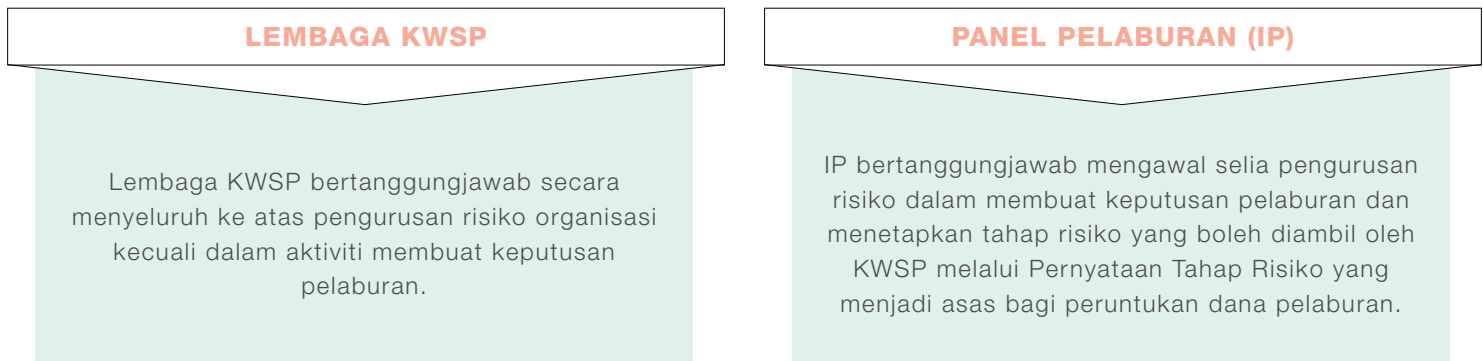 LEMBAGA KWSP
Lembaga KWSP bertanggungjawab secara
menyeluruh ke atas pengurusan risiko organisasi
kecuali dalam aktiviti membuat keputusan
pelaburan.
PANEL PELABURAN (IP)
IP bertanggungjawab mengawal selia pengurusan
risiko dalam membuat keputusan pelaburan dan
menetapkan tahap risiko yang boleh diambil oleh
KWSP melalui Pernyataan Tahap Risiko yang
menjadi asas bagi peruntukan dana pelaburan.